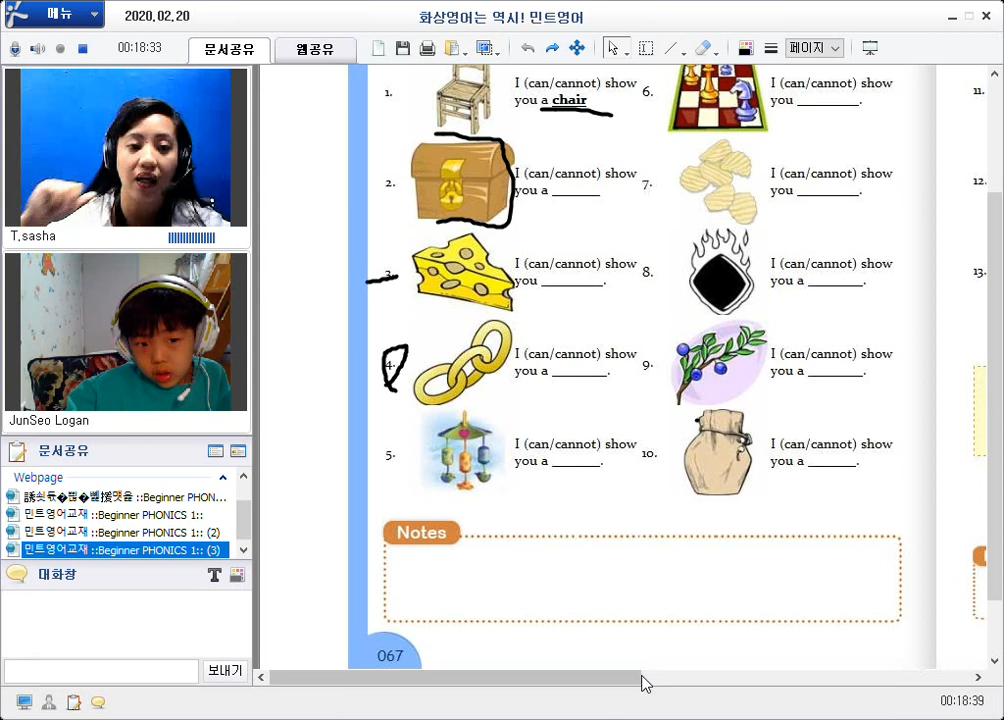 메뉴
2020.02.20
화상영어는 역시! 민트영어
00:18:33
문서공유
웹공유
페이지
T.sasha
JunSeo Logan
문서공유
Webpage
::Beginner PHON...
민트영어교재 ::Beginner PHONICS 1::
민트영어교재 ::Beginner PHONICS 1:: (2)
민트영어교재 ::Beginner PHONICS 1:: (3)
대화창
T
보내기
1. I (can/cannot) show
you a chair
2. I (can/cannot) show
you a _______
3. I (can/cannot) show
you _________.
4. I (can/cannot) show
you a ________.
5. I (can/cannot) show
you a _______.
6. I (can/cannot) show
you _________.
7. I (can/cannot) show
you _________.
8. I (can/cannot) show
you a ________.
9. I (can/cannot) show
you a ________.
10. I (can/cannot) show
you a _______.
11.
12.
13.
Notes
067
00:18:39